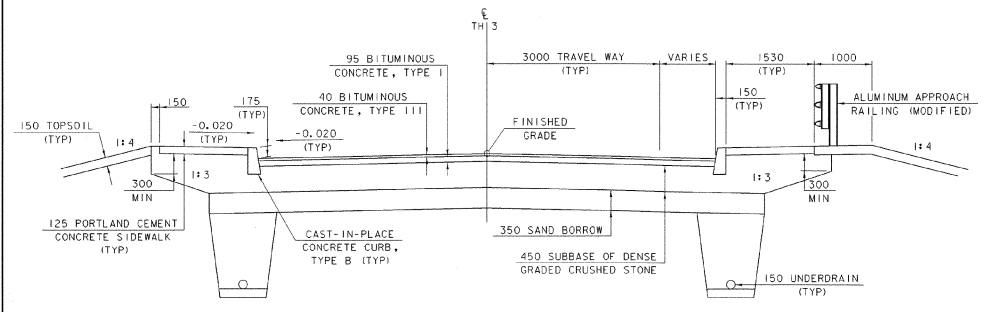 ℄
TH 3
95 BITUMINOUS
CONCRETE, TYPE I
3000 TRAVEL WAY
(TYP)
VARIES
1530
(TYP)
1000
150
175
(TYP)
40 BITUMINOUS
CONCRETE, TYPE III
150
(TYP)
ALUMINUM APPROACH
RAILING (MODIFIED)
150 TOPSOIL
(TYP)
1:4
-0.020
(TYP)
-0.020
(TYP)
FINISHED
GRADE
1:4
300
MIN
1:3
1:3
300
MIN
125 PORTLAND CEMENT
CONCRETE SIDEWALK
(TYP)
CAST-IN-PLACE
CONCRETE CURB,
TYPE B (TYP)
350 SAND BORROW
450 SUBBASE OF DENSE
GRADED CRUSHED STONE
150 UNDERDRAIN
(TYP)